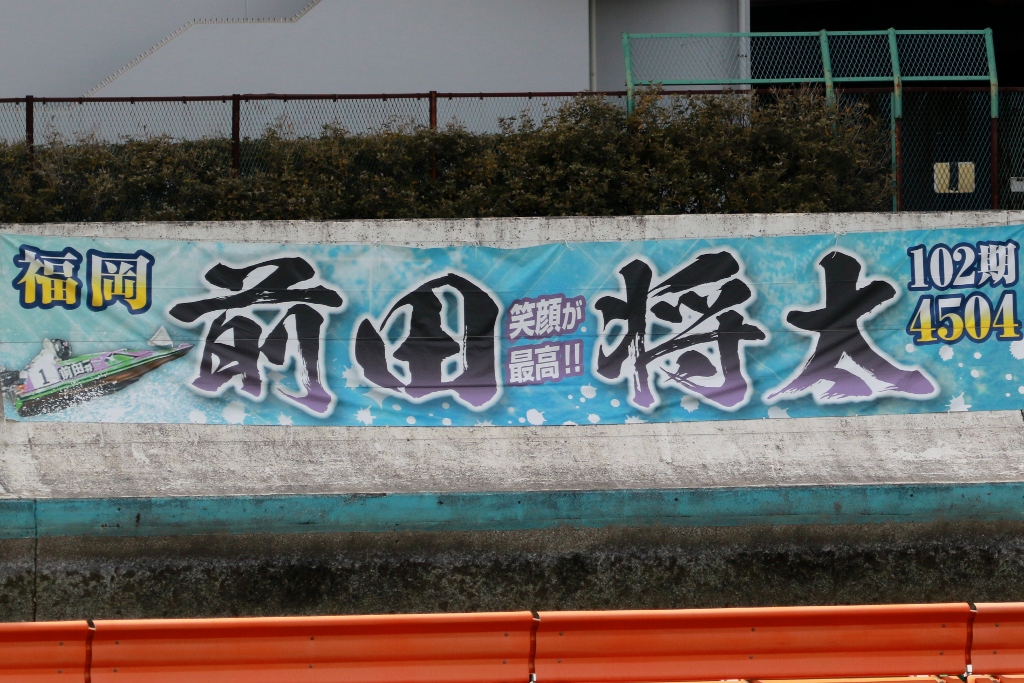 福岡
前田 将太
笑顔が
最高!!
102期
4504
1 前田将